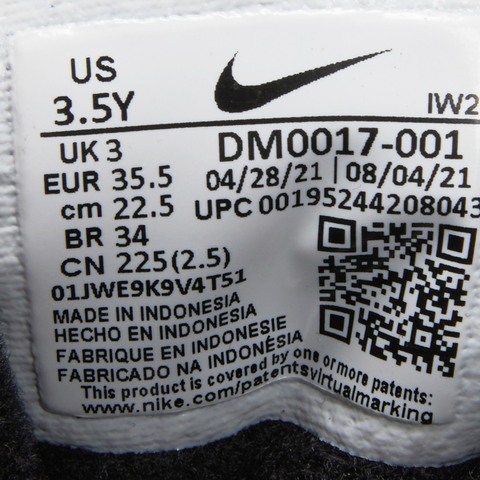 US
3.5Y
IW2
UK 3
DM0017-001
EUR 35.5
04/28/21 | 08/04/21
cm 22.5
UPC 00195244208043
BR 34
CN 225(2.5)
01JWE9K9V4T51
MADE IN INDONESIA
HECHO EN INDONESIA
FABRIQUE EN INDONESIE
FABRICADO NA INDONÉSIA
This product is covered by one or more patents:
www.nike.com/patentsvirtualmarking